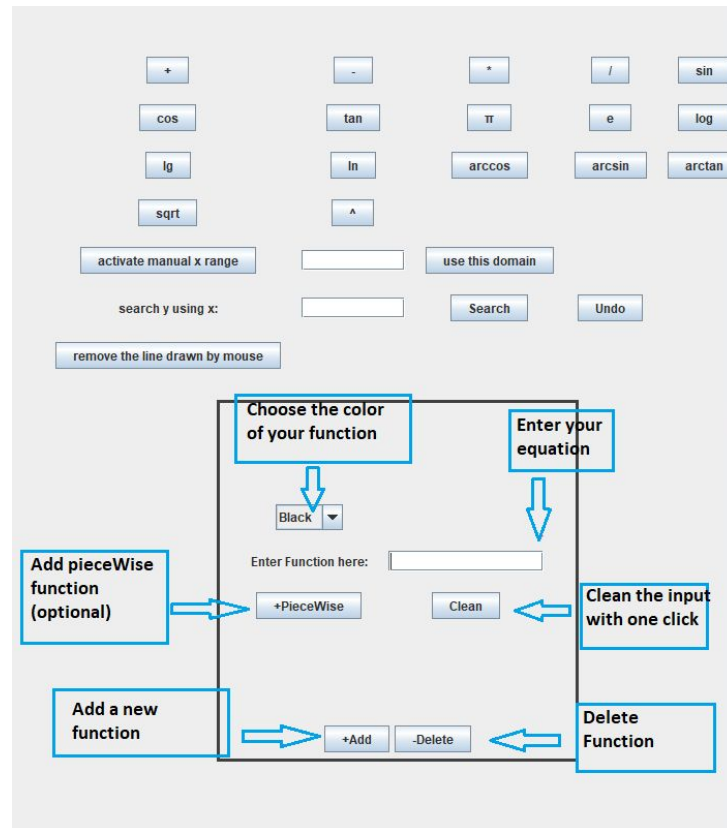 + - * / sin
cos tan π e log
lg ln arccos arcsin arctan
sqrt ^
activate manual x range use this domain
search y using x: Search Undo
remove the line drawn by mouse
Choose the color
of your function
Enter your
equation
Black
Enter Function here:
Add pieceWise
function
(optional)
+PieceWise Clean
Clean the input
with one click
Add a new
function
+Add -Delete
Delete
Function